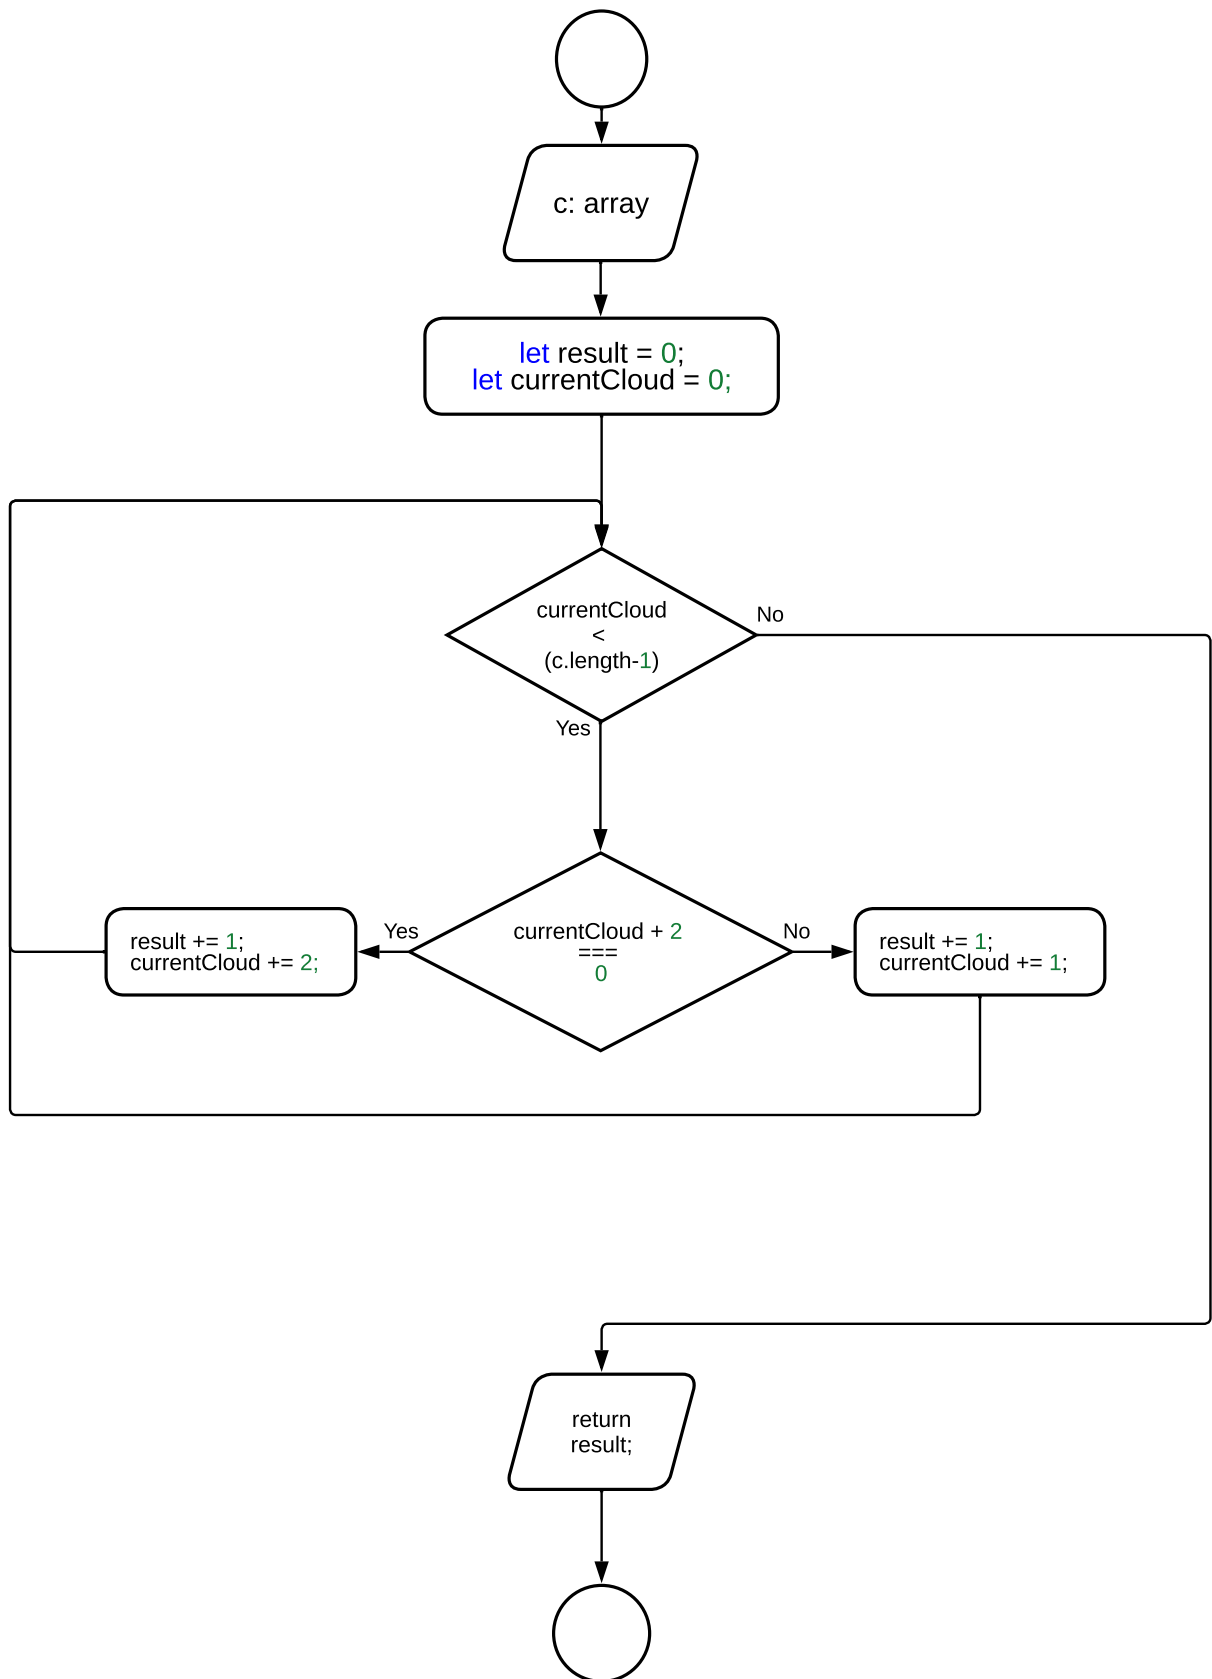 c: array
let result = 0;
let currentCloud = 0;
currentCloud
<
(c.length-1)
No
Yes
result += 1;
currentCloud += 2;
Yes
currentCloud + 2
===
0
No
result += 1;
currentCloud += 1;
return
result;